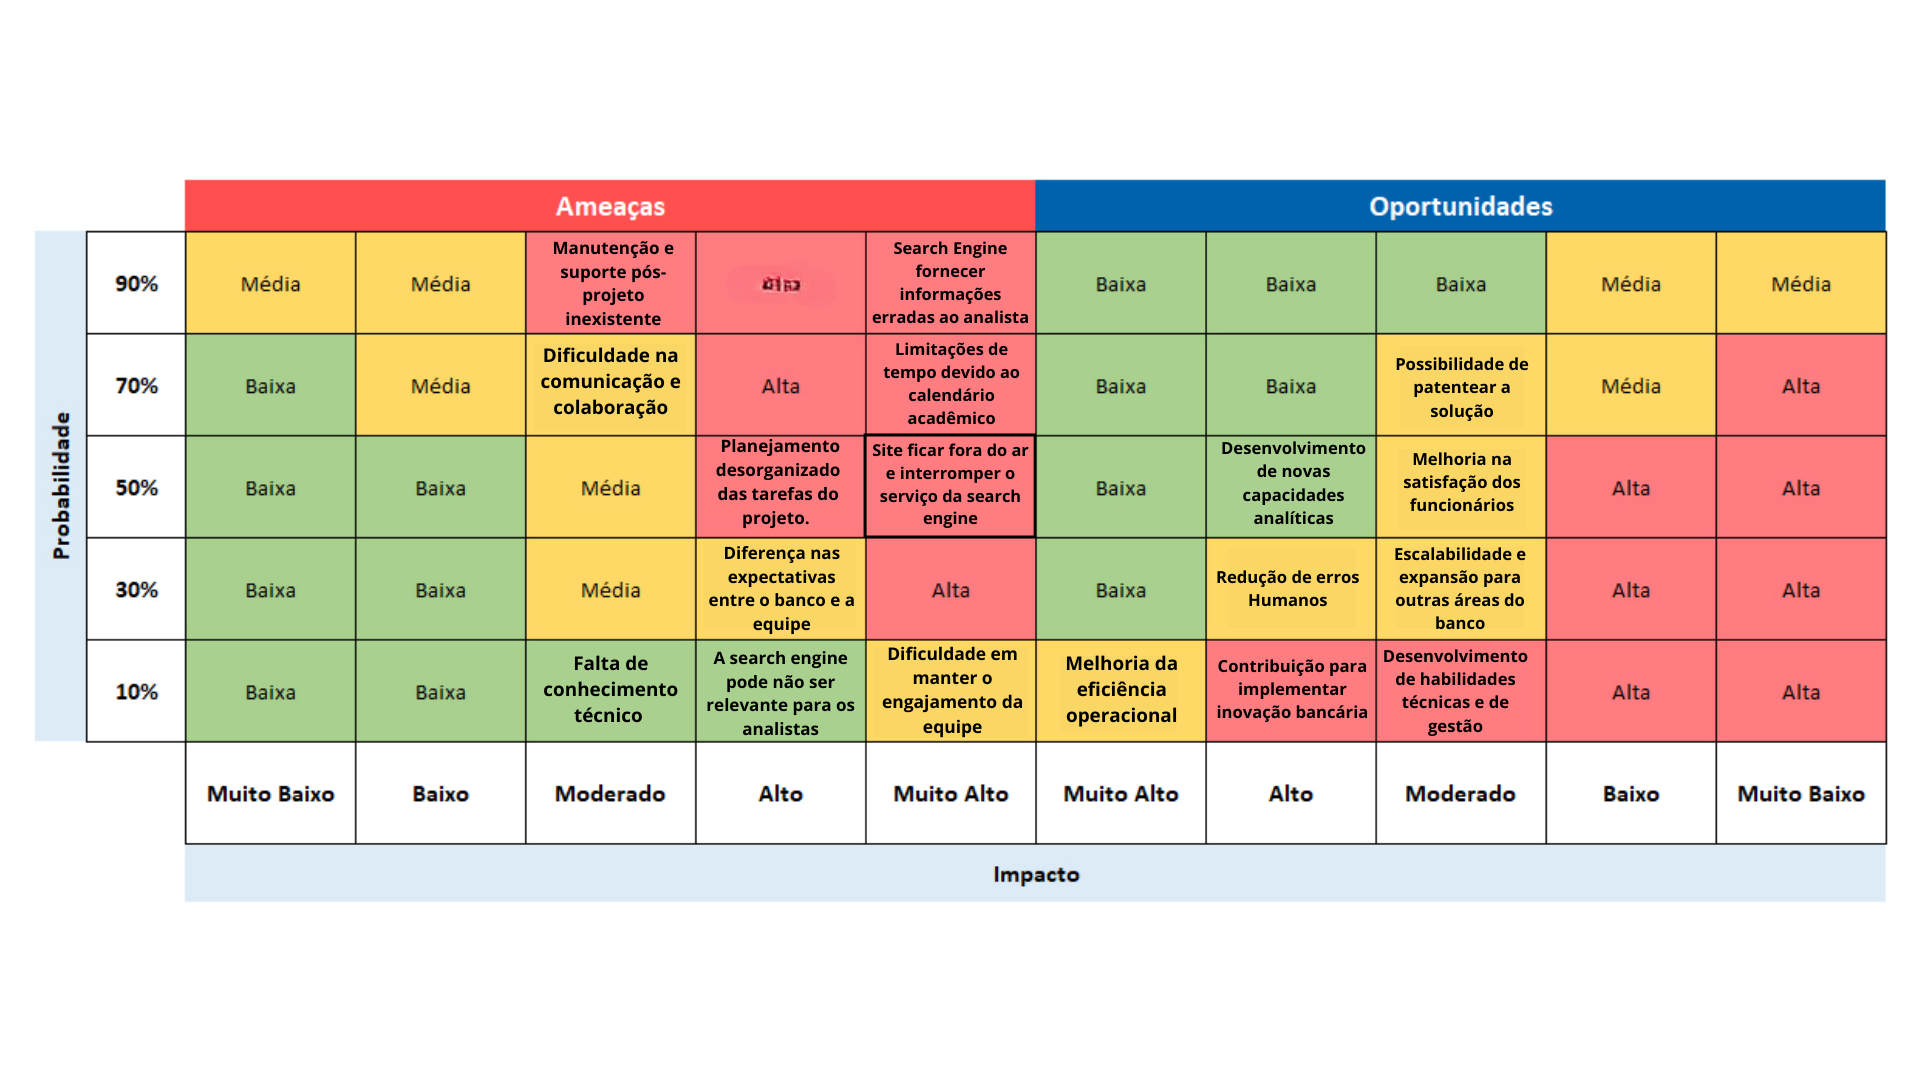 Ameaças
Oportunidades
Probabilidade
90%
Média
Média
Manutenção e
suporte pós-
projeto
inexistente
Search Engine
fornecer
informações
erradas ao analista
Baixa
Baixa
Baixa
Média
Média
70%
Baixa
Média
Dificuldade na
comunicação e
colaboração
Alta
Limitações de
tempo devido ao
calendário
acadêmico
Baixa
Baixa
Possibilidade de
patentear a
solução
Média
Alta
50%
Baixa
Baixa
Média
Planejamento
desorganizado
das tarefas do
projeto.
Site ficar fora do ar
e interromper o
serviço da search
engine
Baixa
Desenvolvimento
de novas
capacidades
analíticas
Melhoria na
satisfação dos
funcionários
Alta
Alta
30%
Baixa
Baixa
Média
Diferença nas
expectativas
entre o banco e a
equipe
Alta
Baixa
Redução de erros
Humanos
Escalabilidade e
expansão para
outras áreas do
banco
Alta
Alta
10%
Baixa
Baixa
Falta de
conhecimento
técnico
A search engine
pode não ser
relevante para os
analistas
Dificuldade em
manter o
engajamento da
equipe
Melhoria da
eficiência
operacional
Contribuição para
implementar
inovação bancária
Desenvolvimento
de habilidades
técnicas e de
gestão
Alta
Alta
Muito Baixo
Baixo
Moderado
Alto
Muito Alto
Muito Alto
Alto
Moderado
Baixo
Muito Baixo
Impacto